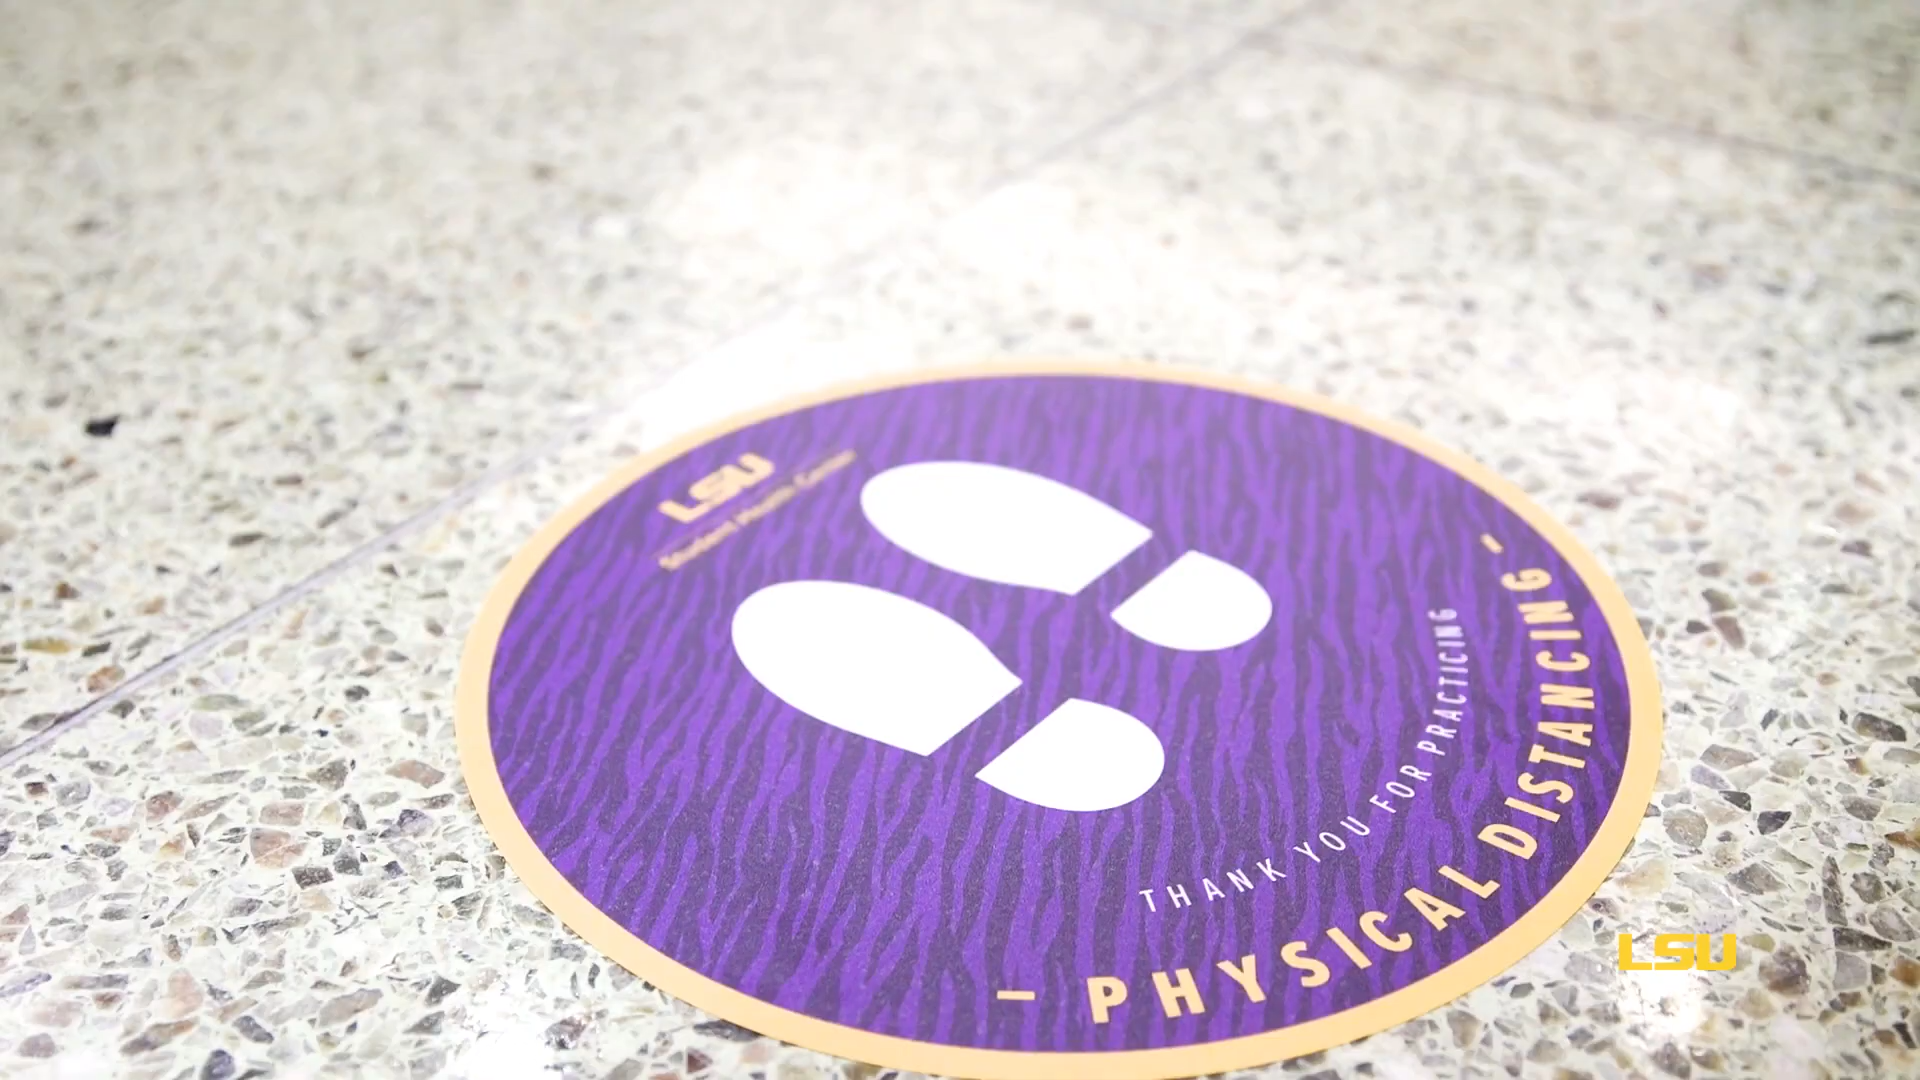 LSU
Student Health Center
THANK YOU FOR PRACTICING
- PHYSICAL DISTANCING -
LSU